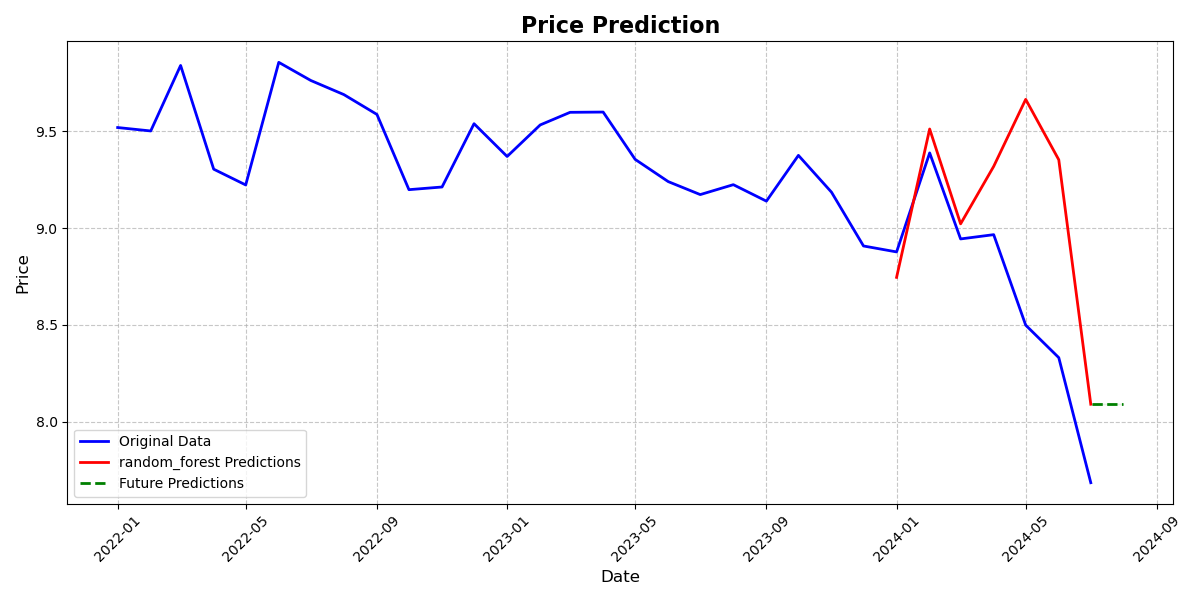 Price Prediction
Price
9.5
9.0
8.5
8.0
Original Data
random_forest Predictions
Future Predictions
2022-01
2022-05
2022-09
2023-01
2023-05
2023-09
2024-01
2024-05
2024-09
Date